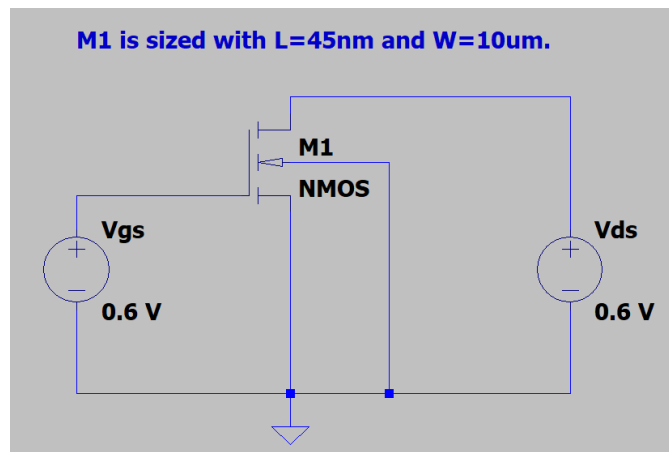 M1 is sized with L=45nm and W=10um.
M1
NMOS
Vgs
0.6 V
Vds
0.6 V